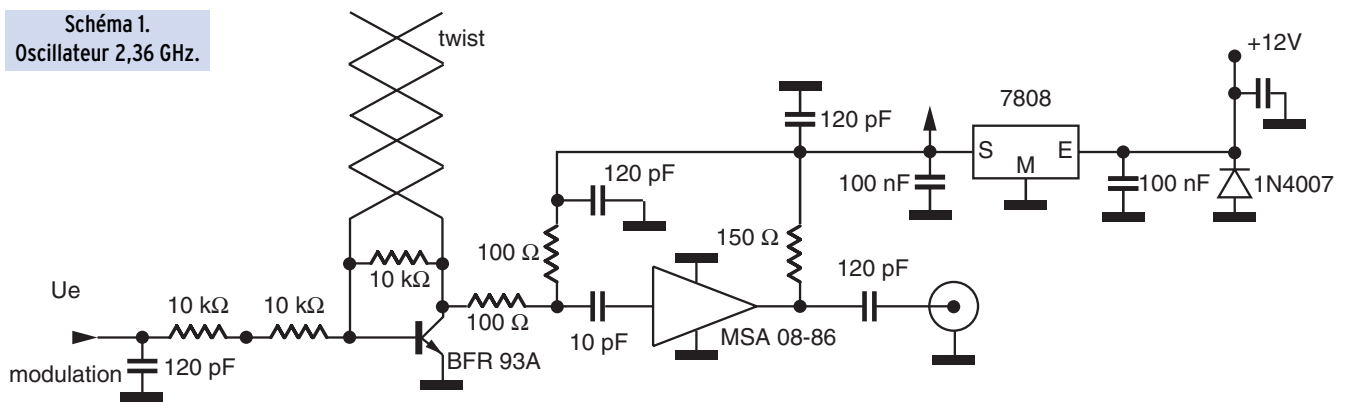 Schéma 1.
Oscillateur 2,36 GHz.
twist
+12V
7808
120 pF
S
E
M
120 pF
100 nF
100 nF
1N4007
100 Ω
150 Ω
10 kΩ
120 pF
Ue
10 kΩ
10 kΩ
100 Ω
10 pF
MSA 08-86
BFR 93A
modulation
120 pF